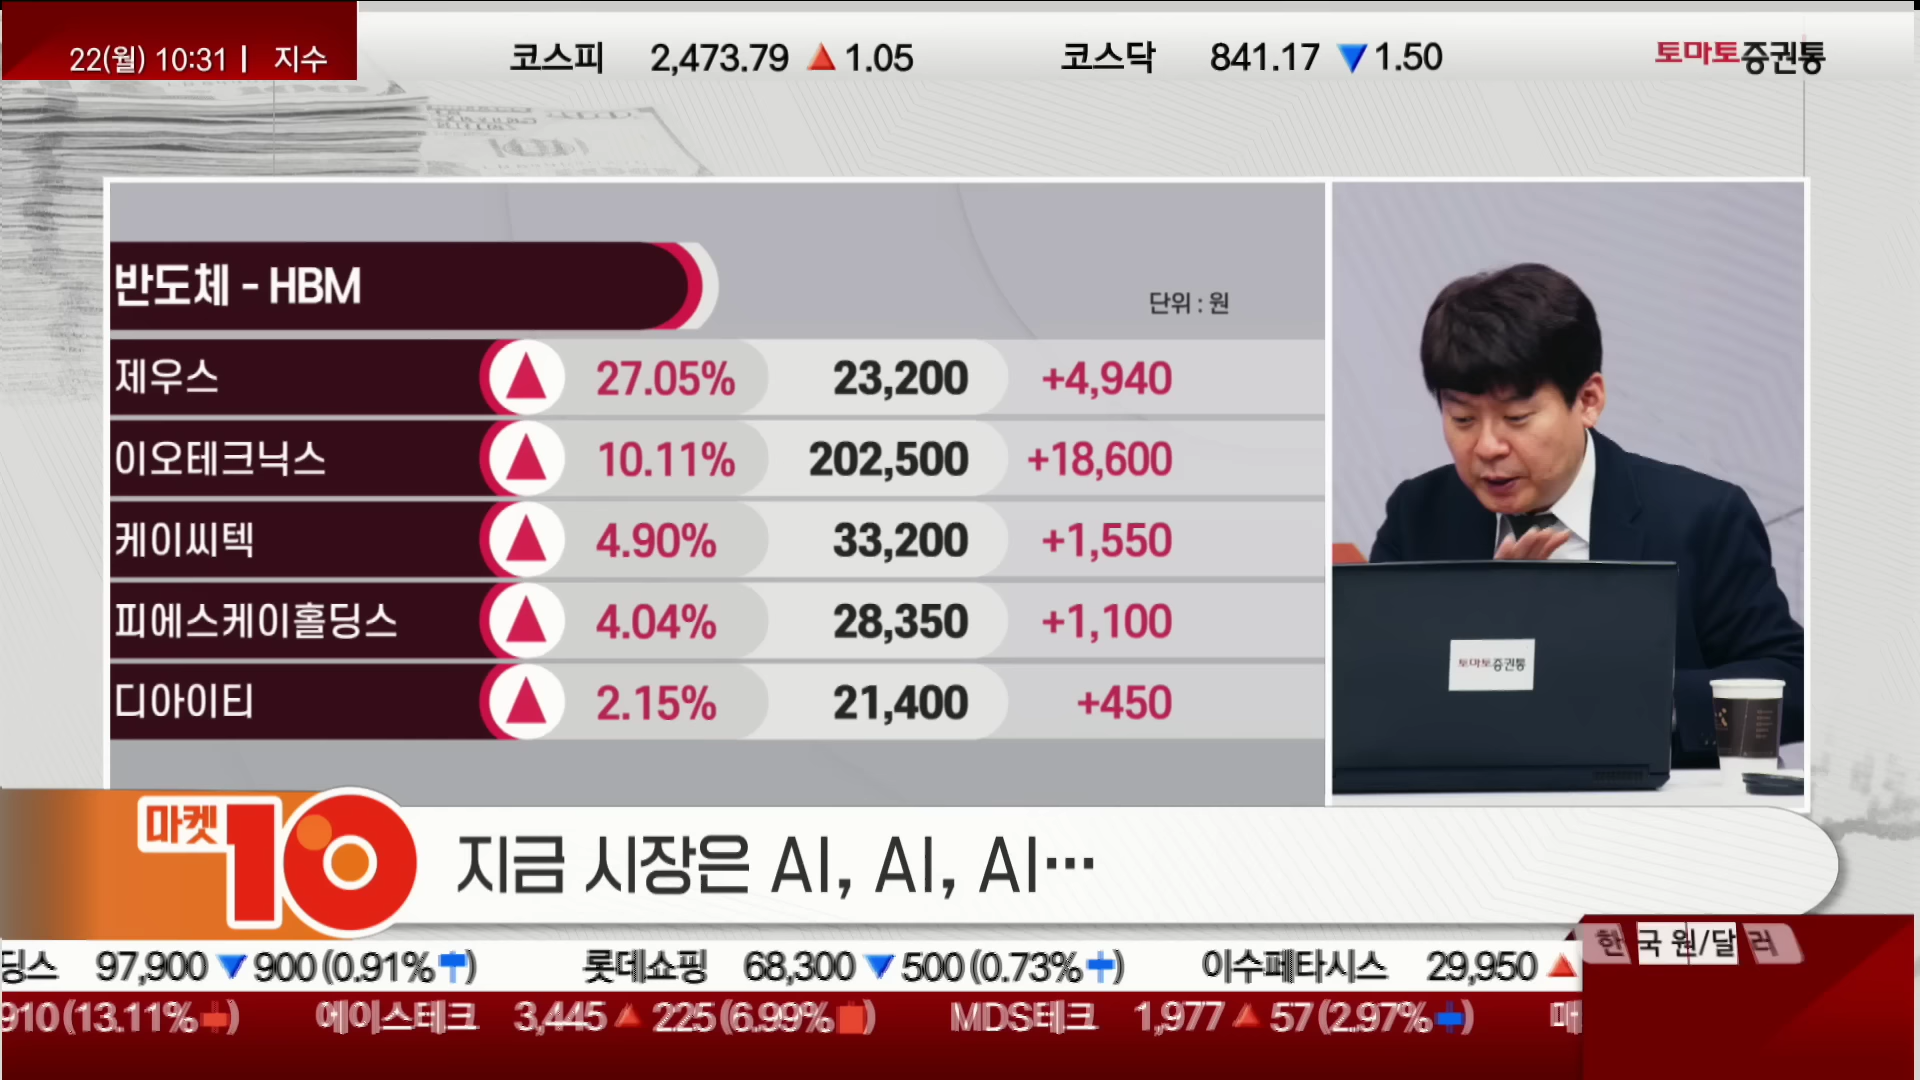 22(월) 10:31 | 지수 코스피 2,473.79 ▲ 1.05 코스닥 841.17 ▼ 1.50 토마토증권통
반도체 - HBM
단위 : 원
제우스 ▲ 27.05% 23,200 +4,940
이오테크닉스 ▲ 10.11% 202,500 +18,600
케이씨텍 ▲ 4.90% 33,200 +1,550
피에스케이홀딩스 ▲ 4.04% 28,350 +1,100
디아이티 ▲ 2.15% 21,400 +450
토마토증권통
마켓10
지금 시장은 AI, AI, AI…
딩스 97,900 ▼ 900 (0.91%) 롯데쇼핑 68,300 ▼ 500 (0.73%) 이수페타시스 29,950 ▲
한국 원/달러
910 (13.11%) 에이스테크 3,445 ▲ 225 (6.99%) MDS테크 1,977 ▲ 57 (2.97%)